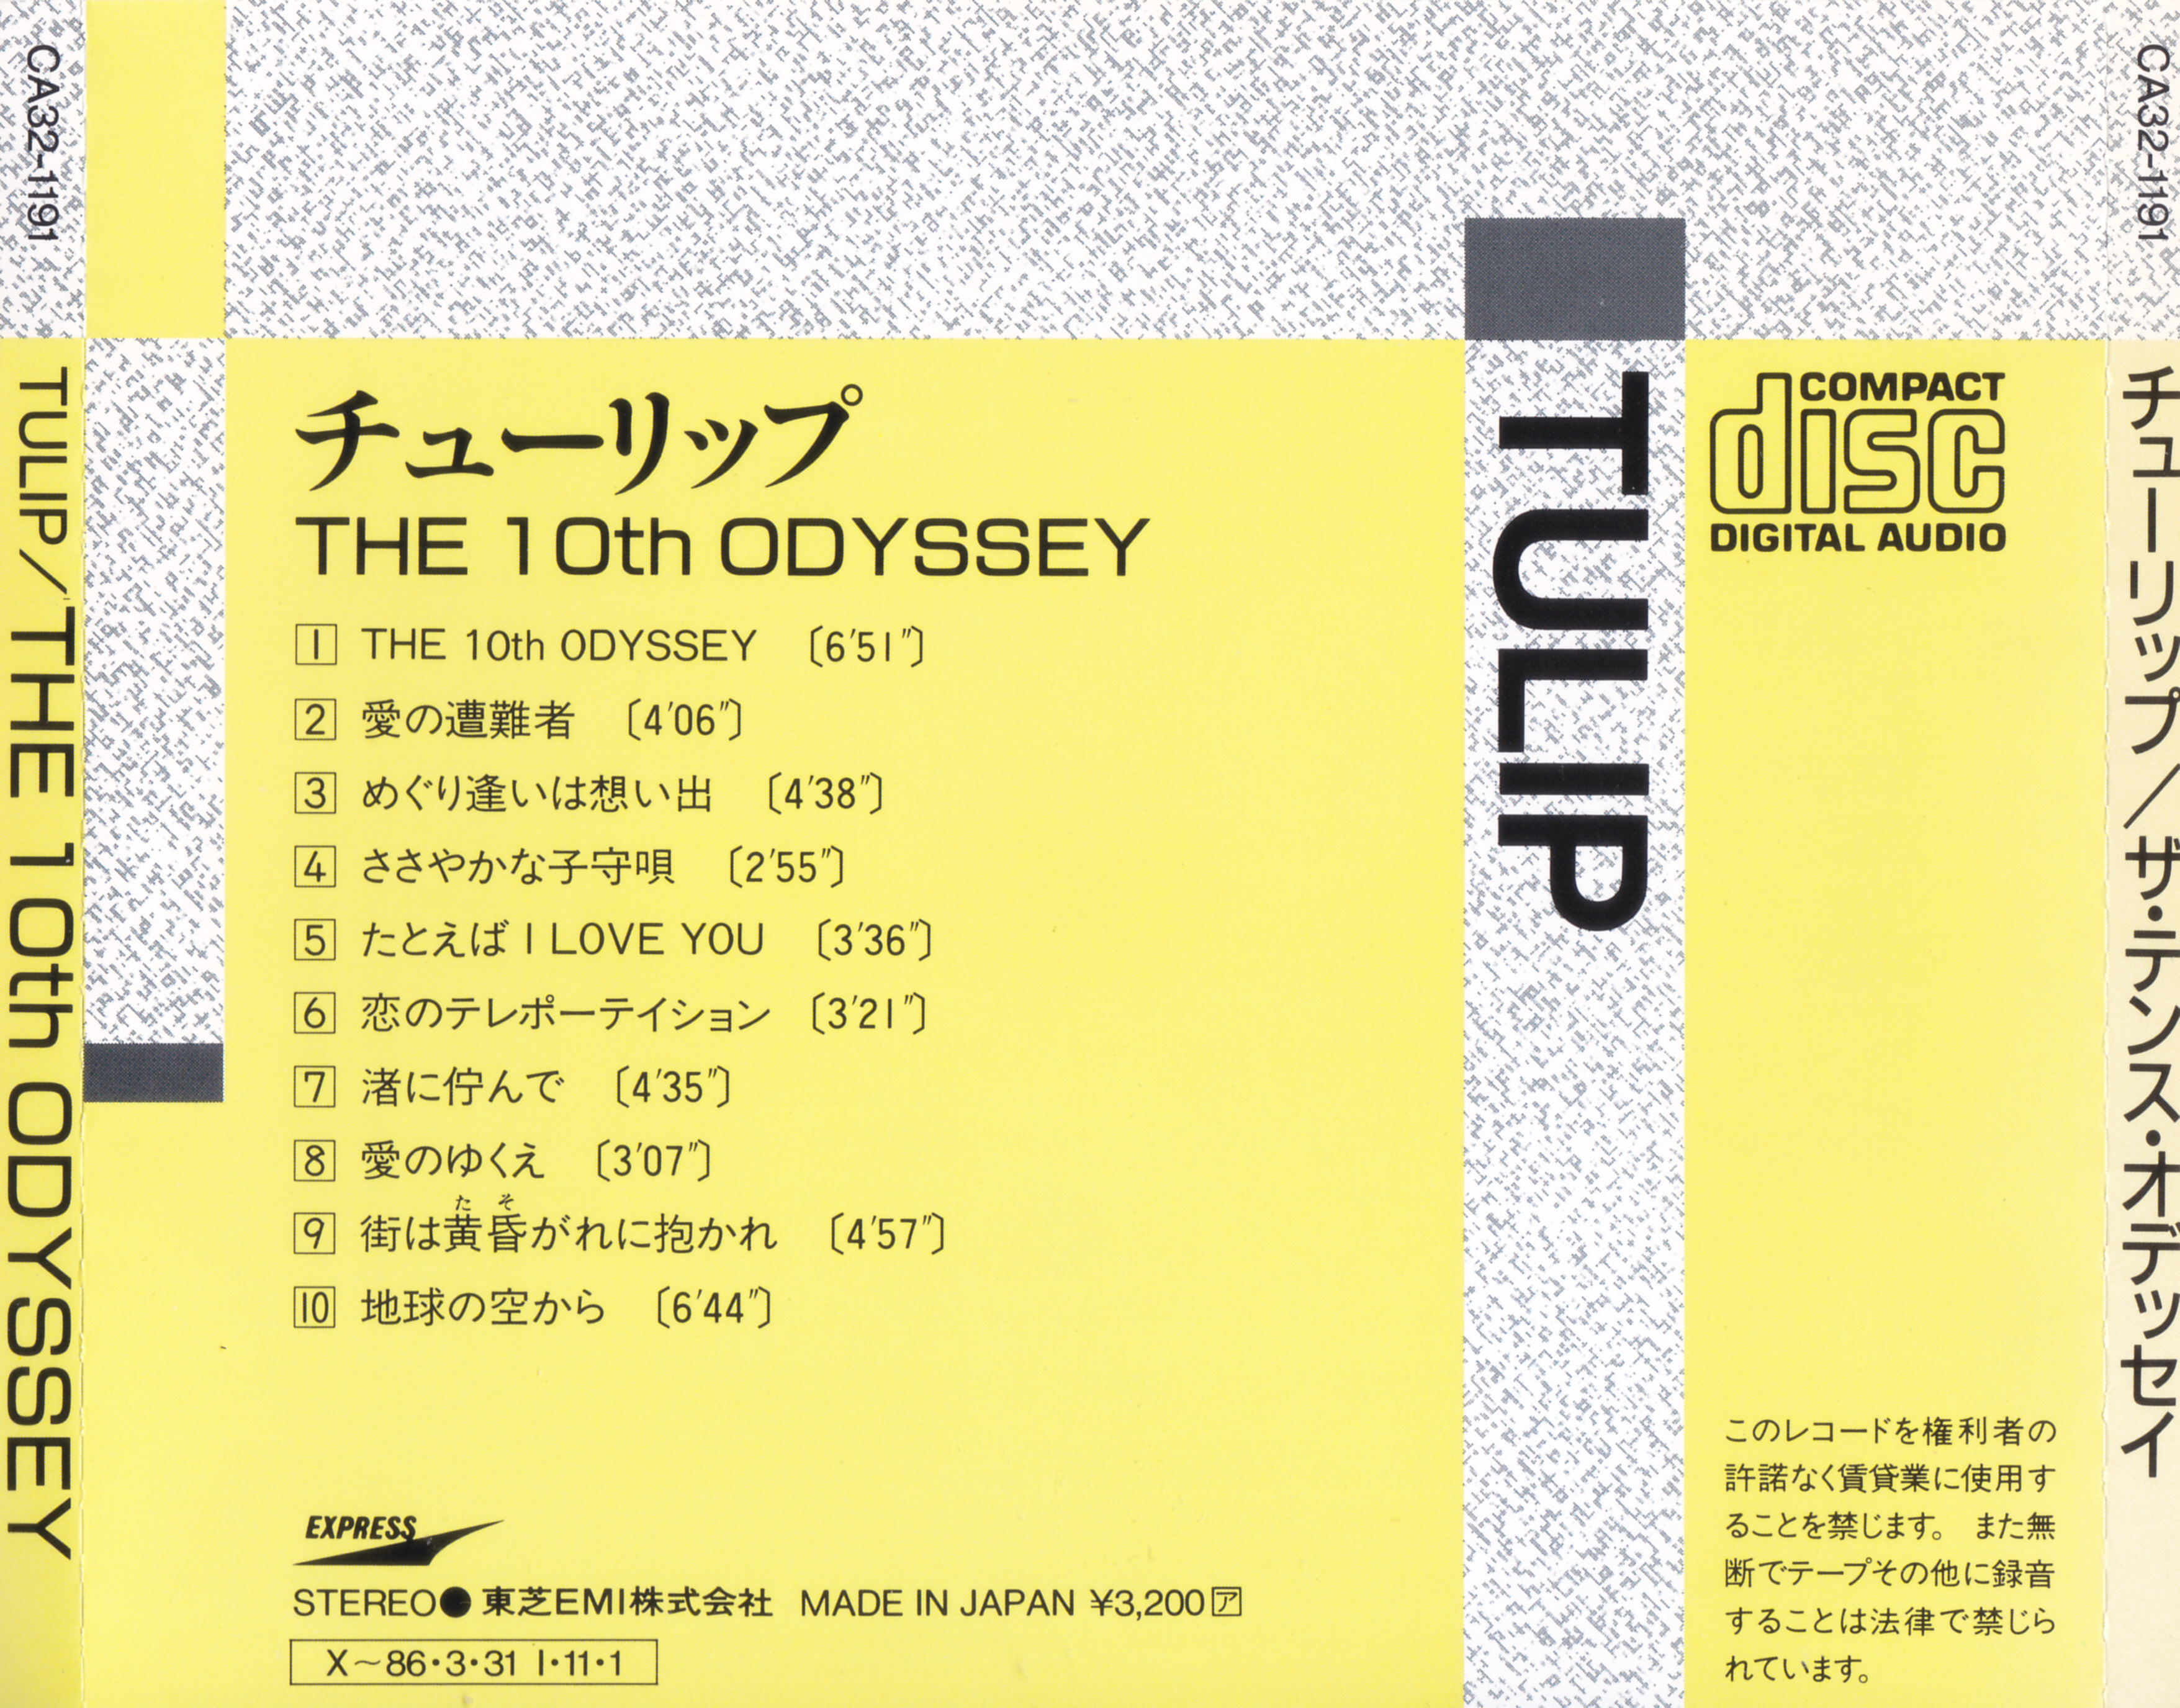 CA32-1191
TULIP/THE 10th ODYSSEY
チューリップ
THE 10th ODYSSEY
1 THE 10th ODYSSEY 〔6′51″〕
2 愛の遭難者 〔4′06″〕
3 めぐり逢いは想い出 〔4′38″〕
4 ささやかな子守唄 〔2′55″〕
5 たとえば I LOVE YOU 〔3′36″〕
6 恋のテレポーテイション 〔3′21″〕
7 渚に佇んで 〔4′35″〕
8 愛のゆくえ 〔3′07″〕
たそ
9 街は黄昏がれに抱かれ 〔4′57″〕
10 地球の空から 〔6′44″〕
EXPRESS
STEREO● 東芝EMI株式会社 MADE IN JAPAN ¥3,200ア
X～86・3・31 I・11・1
TULIP
COMPACT
disc
DIGITAL AUDIO
このレコードを権利者の
許諾なく賃貸業に使用す
ることを禁じます。 また無
断でテープその他に録音
することは法律で禁じら
れています。
CA32-1191
チューリップ/ザ・テンス・オデッセイ